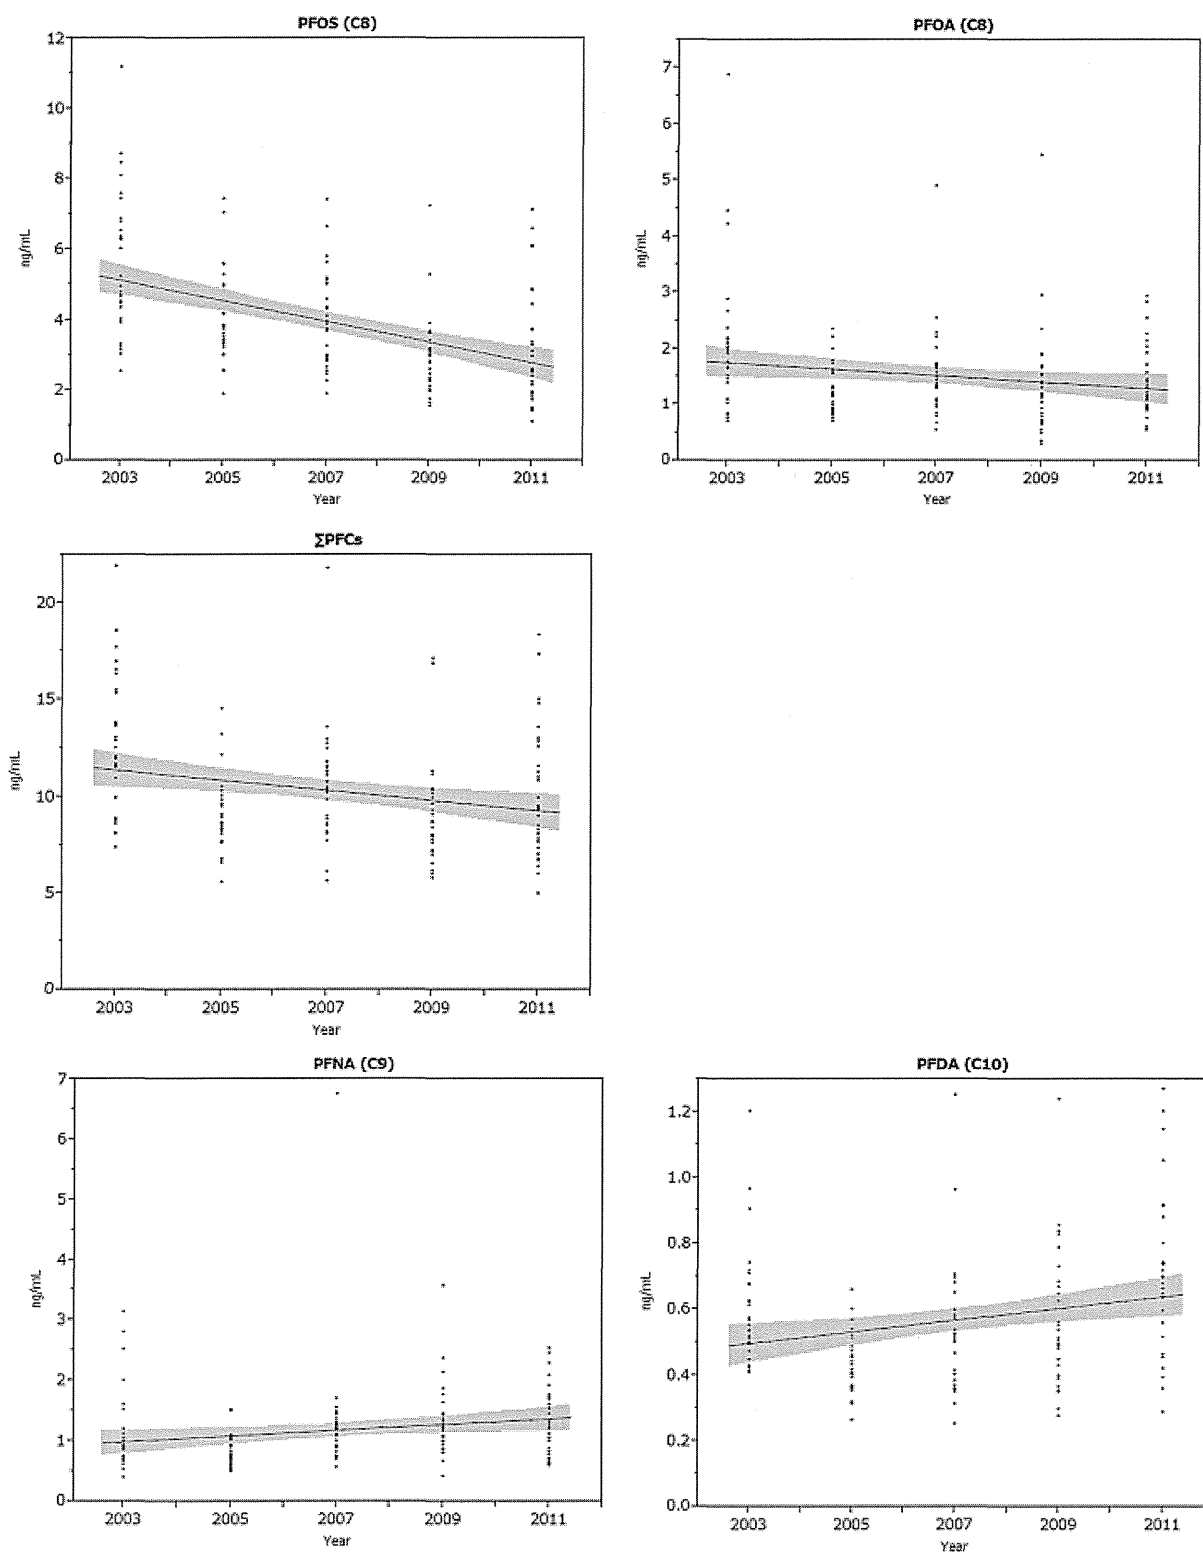 PFOS (C8)
12
10
8
6
4
2
0
ng/mL
2003 2005 2007 2009 2011
Year
PFOA (C8)
7
6
5
4
3
2
1
0
ng/mL
2003 2005 2007 2009 2011
Year
∑PFCs
20
15
10
5
0
ng/mL
2003 2005 2007 2009 2011
Year
PFNA (C9)
7
6
5
4
3
2
1
0
ng/mL
2003 2005 2007 2009 2011
Year
PFDA (C10)
1.2
1.0
0.8
0.6
0.4
0.2
0.0
ng/mL
2003 2005 2007 2009 2011
Year